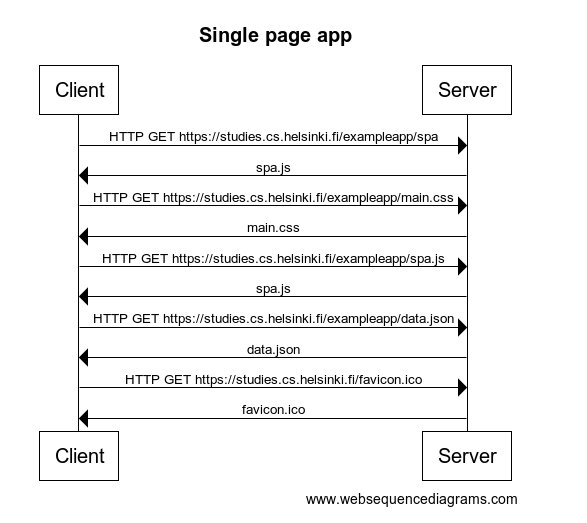 Single page app
Client Server
HTTP GET https://studies.cs.helsinki.fi/exampleapp/spa
spa.js
HTTP GET https://studies.cs.helsinki.fi/exampleapp/main.css
main.css
HTTP GET https://studies.cs.helsinki.fi/exampleapp/spa.js
spa.js
HTTP GET https://studies.cs.helsinki.fi/exampleapp/data.json
data.json
HTTP GET https://studies.cs.helsinki.fi/favicon.ico
favicon.ico
Client Server
www.websequencediagrams.com